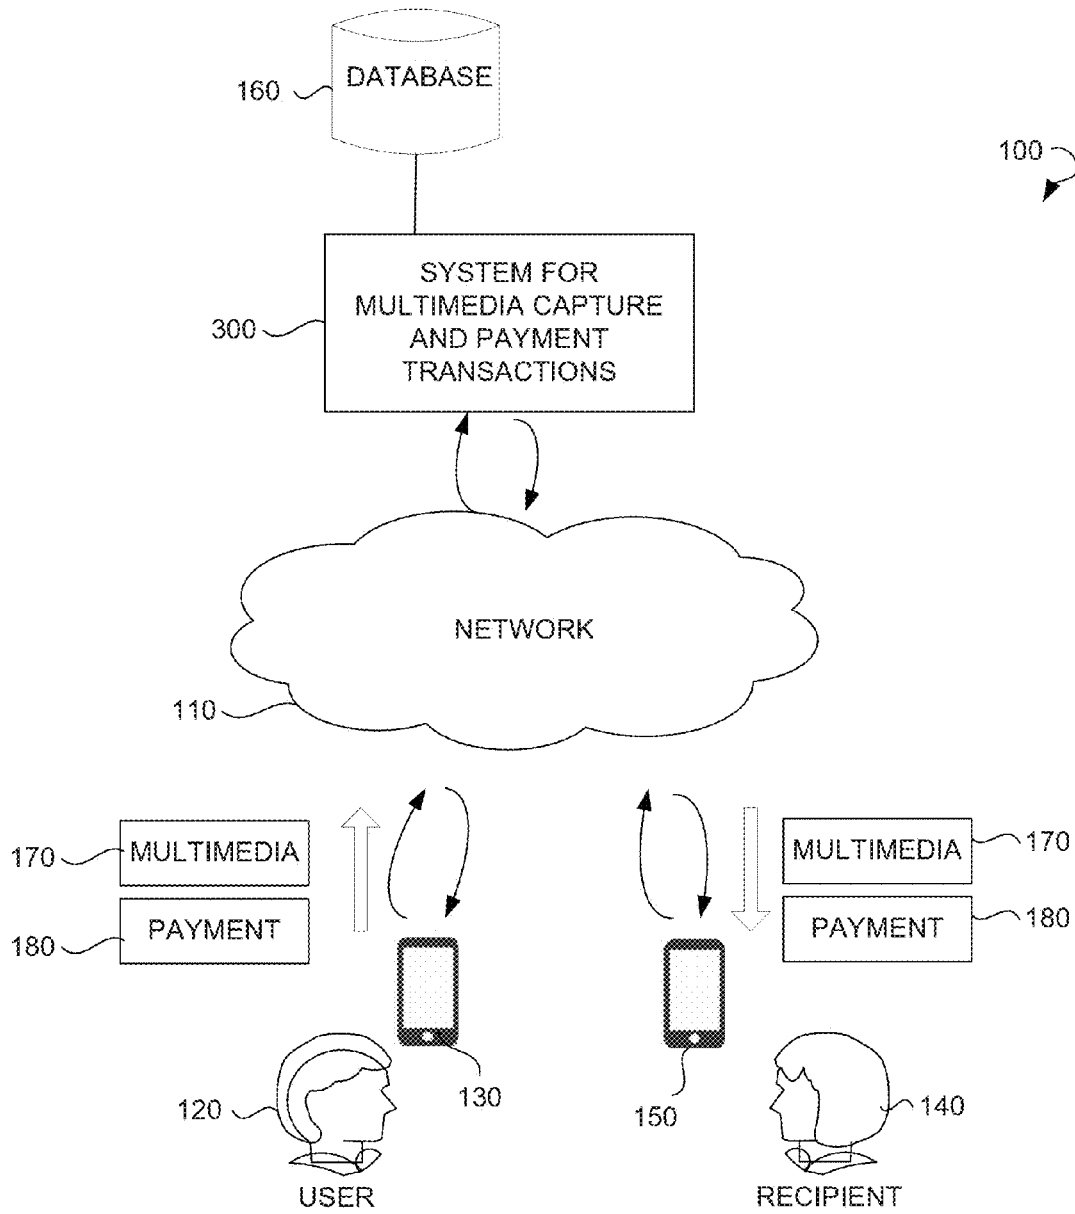 DATABASE
160
100
SYSTEM FOR
MULTIMEDIA CAPTURE
AND PAYMENT
TRANSACTIONS
300
NETWORK
110
170
MULTIMEDIA
MULTIMEDIA
170
180
PAYMENT
PAYMENT
180
120
130
150
140
USER
RECIPIENT